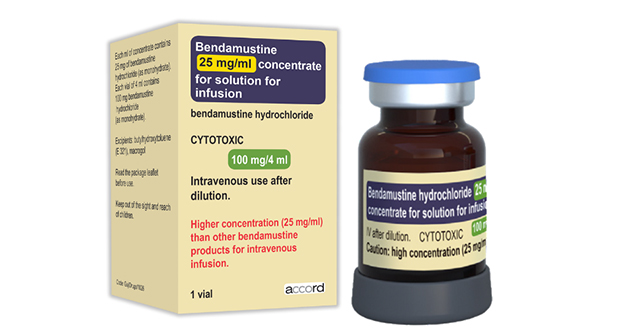 Each ml of concentrate contains
25 mg of bendamustine
hydrochloride (as monohydrate).
Each vial of 4 ml contains
100 mg bendamustine
hydrochloride
(as monohydrate).
Excipients: butylhydroxytoluene
(E 321), macrogol
Read the package leaflet
before use.
Keep out of the sight and reach
of children.
Bendamustine
25 mg/ml concentrate
for solution for
infusion
bendamustine hydrochloride
CYTOTOXIC
100 mg/4 ml
Intravenous use after
dilution.
Higher concentration (25 mg/ml)
than other bendamustine
products for intravenous
infusion.
1 vial
accord
Bendamustine hydrochloride 25
concentrate for solution for infusion
IV after dilution. CYTOTOXIC 100
Caution: high concentration (25 mg/ml